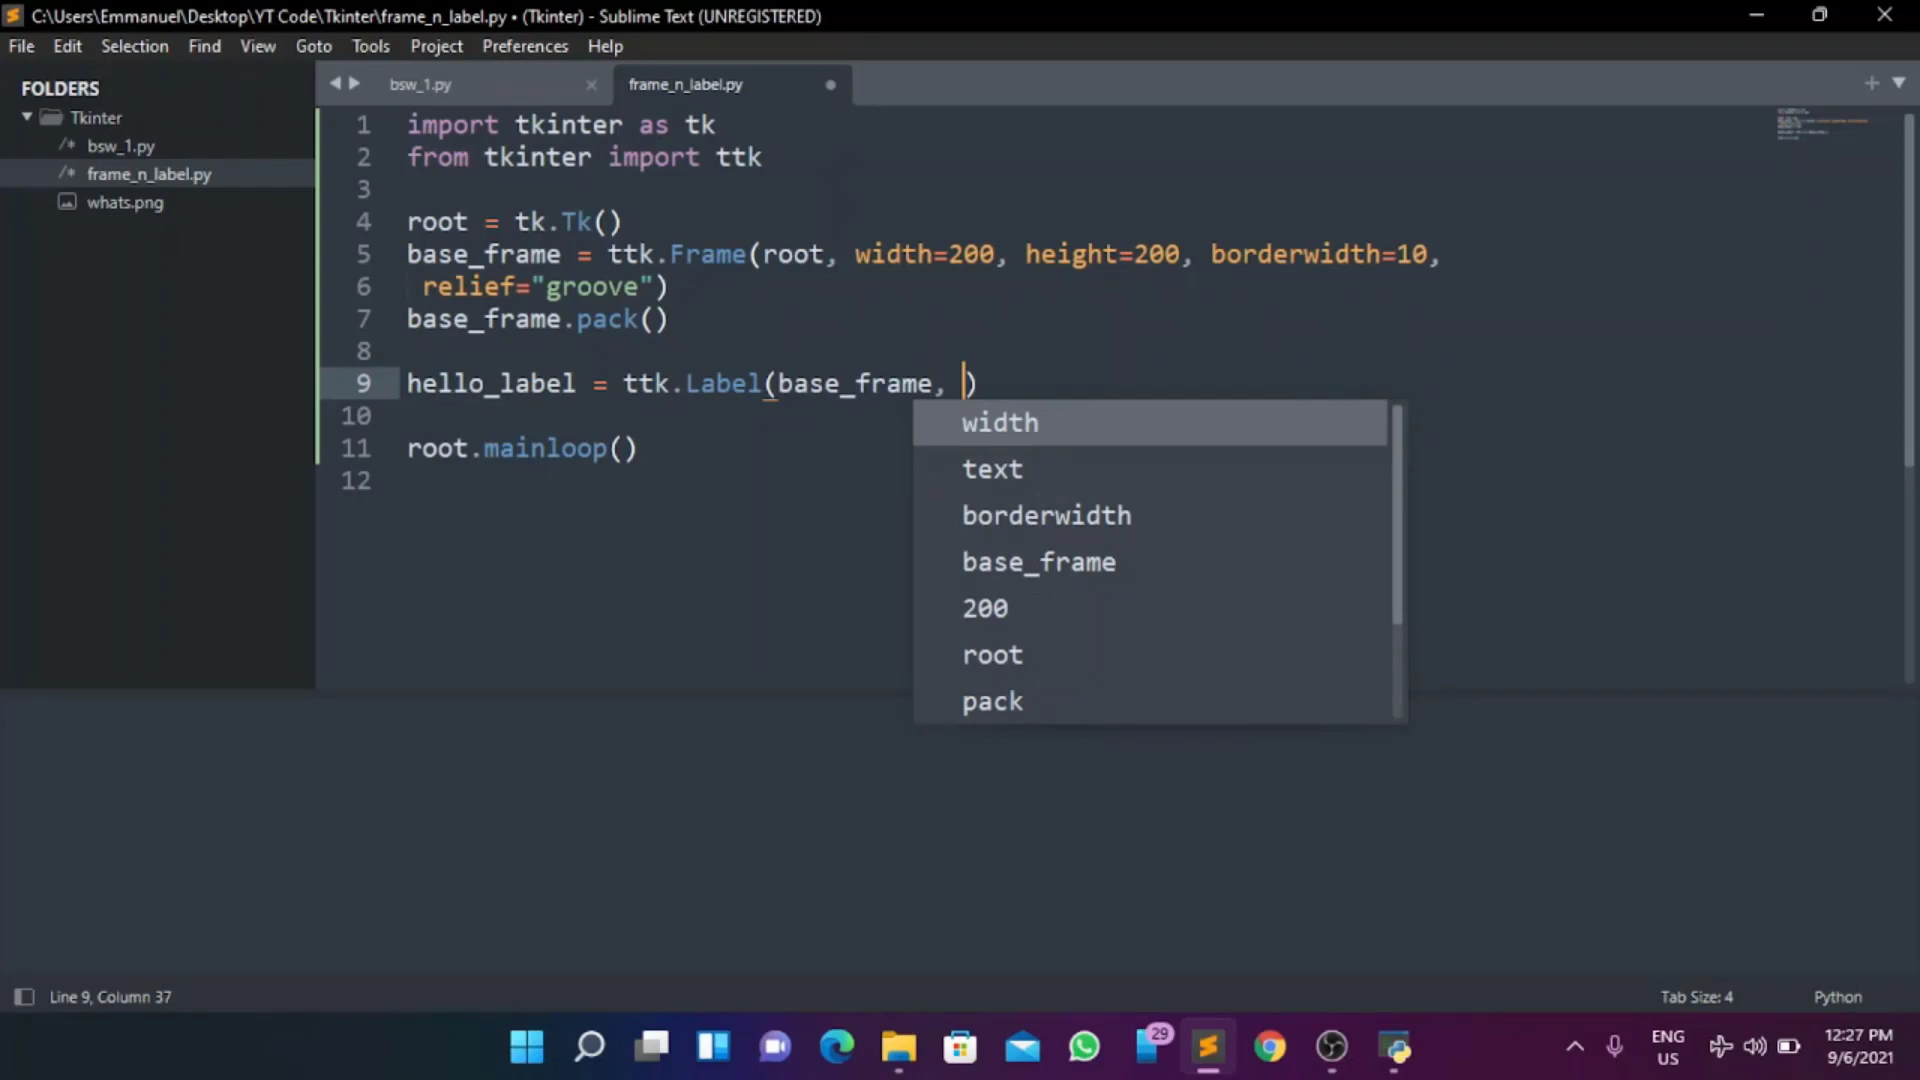 C:\Users\Emmanuel\Desktop\YT Code\Tkinter\frame_n_label.py • (Tkinter) - Sublime Text (UNREGISTERED)
File Edit Selection Find View Goto Tools Project Preferences Help
FOLDERS
Tkinter
/* bsw_1.py
/* frame_n_label.py
whats.png
bsw_1.py × frame_n_label.py
1 import tkinter as tk
2 from tkinter import ttk
3
4 root = tk.Tk()
5 base_frame = ttk.Frame(root, width=200, height=200, borderwidth=10,
6 relief="groove")
7 base_frame.pack()
8
9 hello_label = ttk.Label(base_frame, )
10
11 root.mainloop()
12
width
text
borderwidth
base_frame
200
root
pack
Line 9, Column 37
Tab Size: 4
Python
29
ENG
US
12:27 PM
9/6/2021